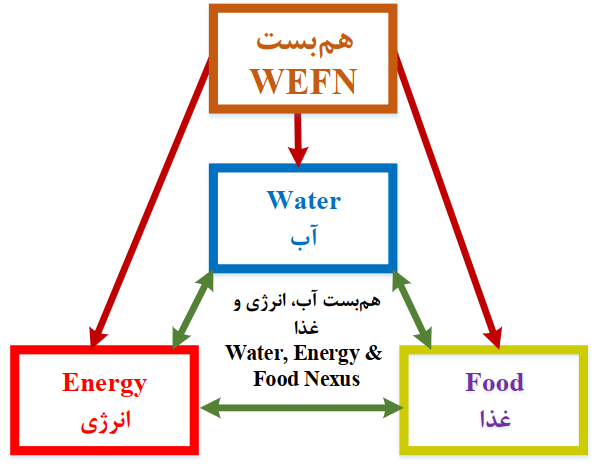 هم‌بست
WEFN
Water
آب
هم‌بست آب، انرژی و
غذا
Water, Energy &
Food Nexus
Energy
انرژی
Food
غذا